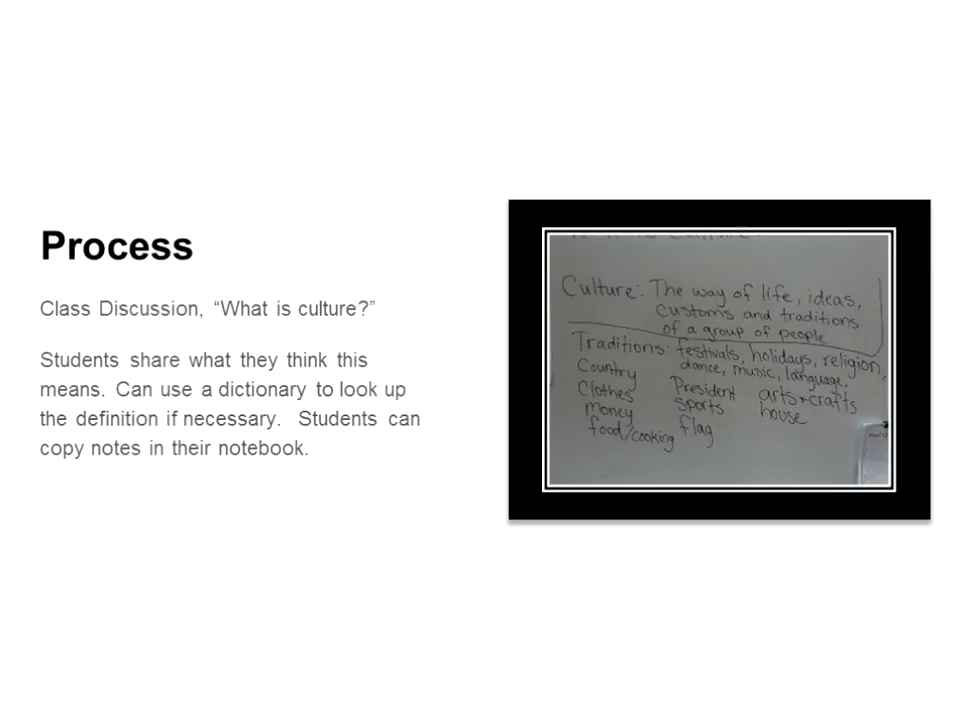 Process
Class Discussion, “What is culture?”
Students share what they think this
means. Can use a dictionary to look up
the definition if necessary. Students can
copy notes in their notebook.
Culture: The way of life, ideas,
customs and traditions
of a group of people
Traditions: festivals, holidays, religion,
dance, music, language,
Country
Clothes President arts+crafts
money sports house
food/cooking flag